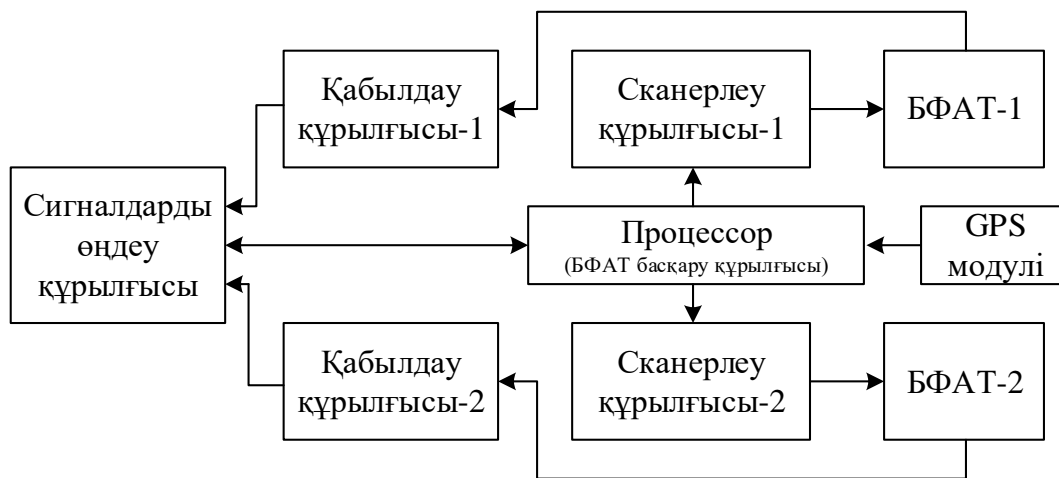 Қабылдау
құрылғысы-1
Сканерлеу
құрылғысы-1
БФАТ-1
Сигналдарды
өңдеу
құрылғысы
Процессор
(БФАТ басқару құрылғысы)
GPS
модулі
Қабылдау
құрылғысы-2
Сканерлеу
құрылғысы-2
БФАТ-2